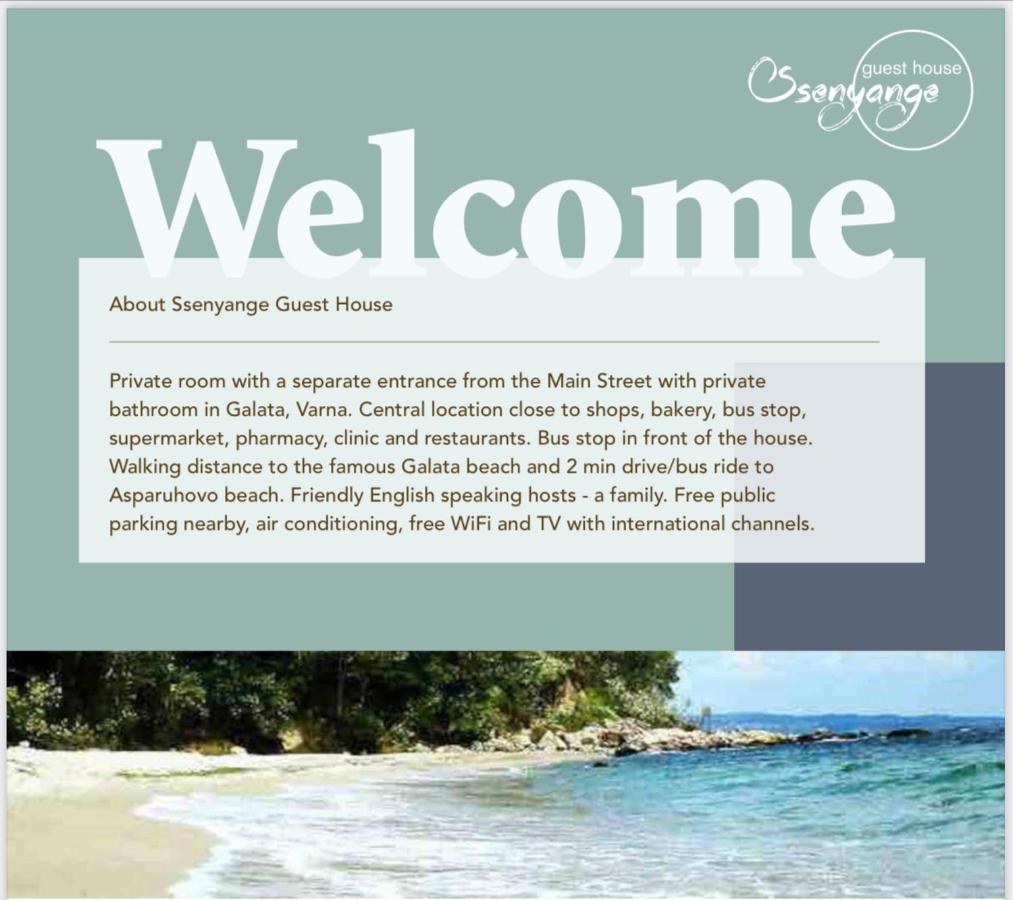 guest house
Ssenyange
Welcome
About Ssenyange Guest House
Private room with a separate entrance from the Main Street with private
bathroom in Galata, Varna. Central location close to shops, bakery, bus stop,
supermarket, pharmacy, clinic and restaurants. Bus stop in front of the house.
Walking distance to the famous Galata beach and 2 min drive/bus ride to
Asparuhovo beach. Friendly English speaking hosts - a family. Free public
parking nearby, air conditioning, free WiFi and TV with international channels.